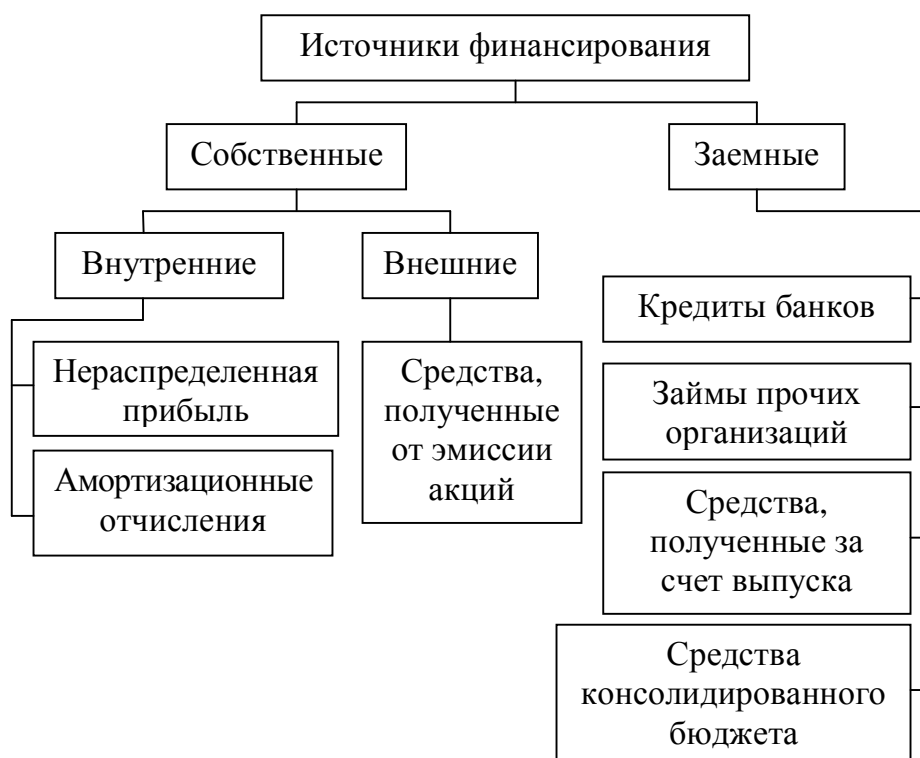 Источники финансирования
Собственные
Заемные
Внутренние
Внешние
Кредиты банков
Нераспределенная
прибыль
Средства,
полученные
от эмиссии
акций
Займы прочих
организаций
Амортизационные
отчисления
Средства,
полученные за
счет выпуска
Средства
консолидированного
бюджета